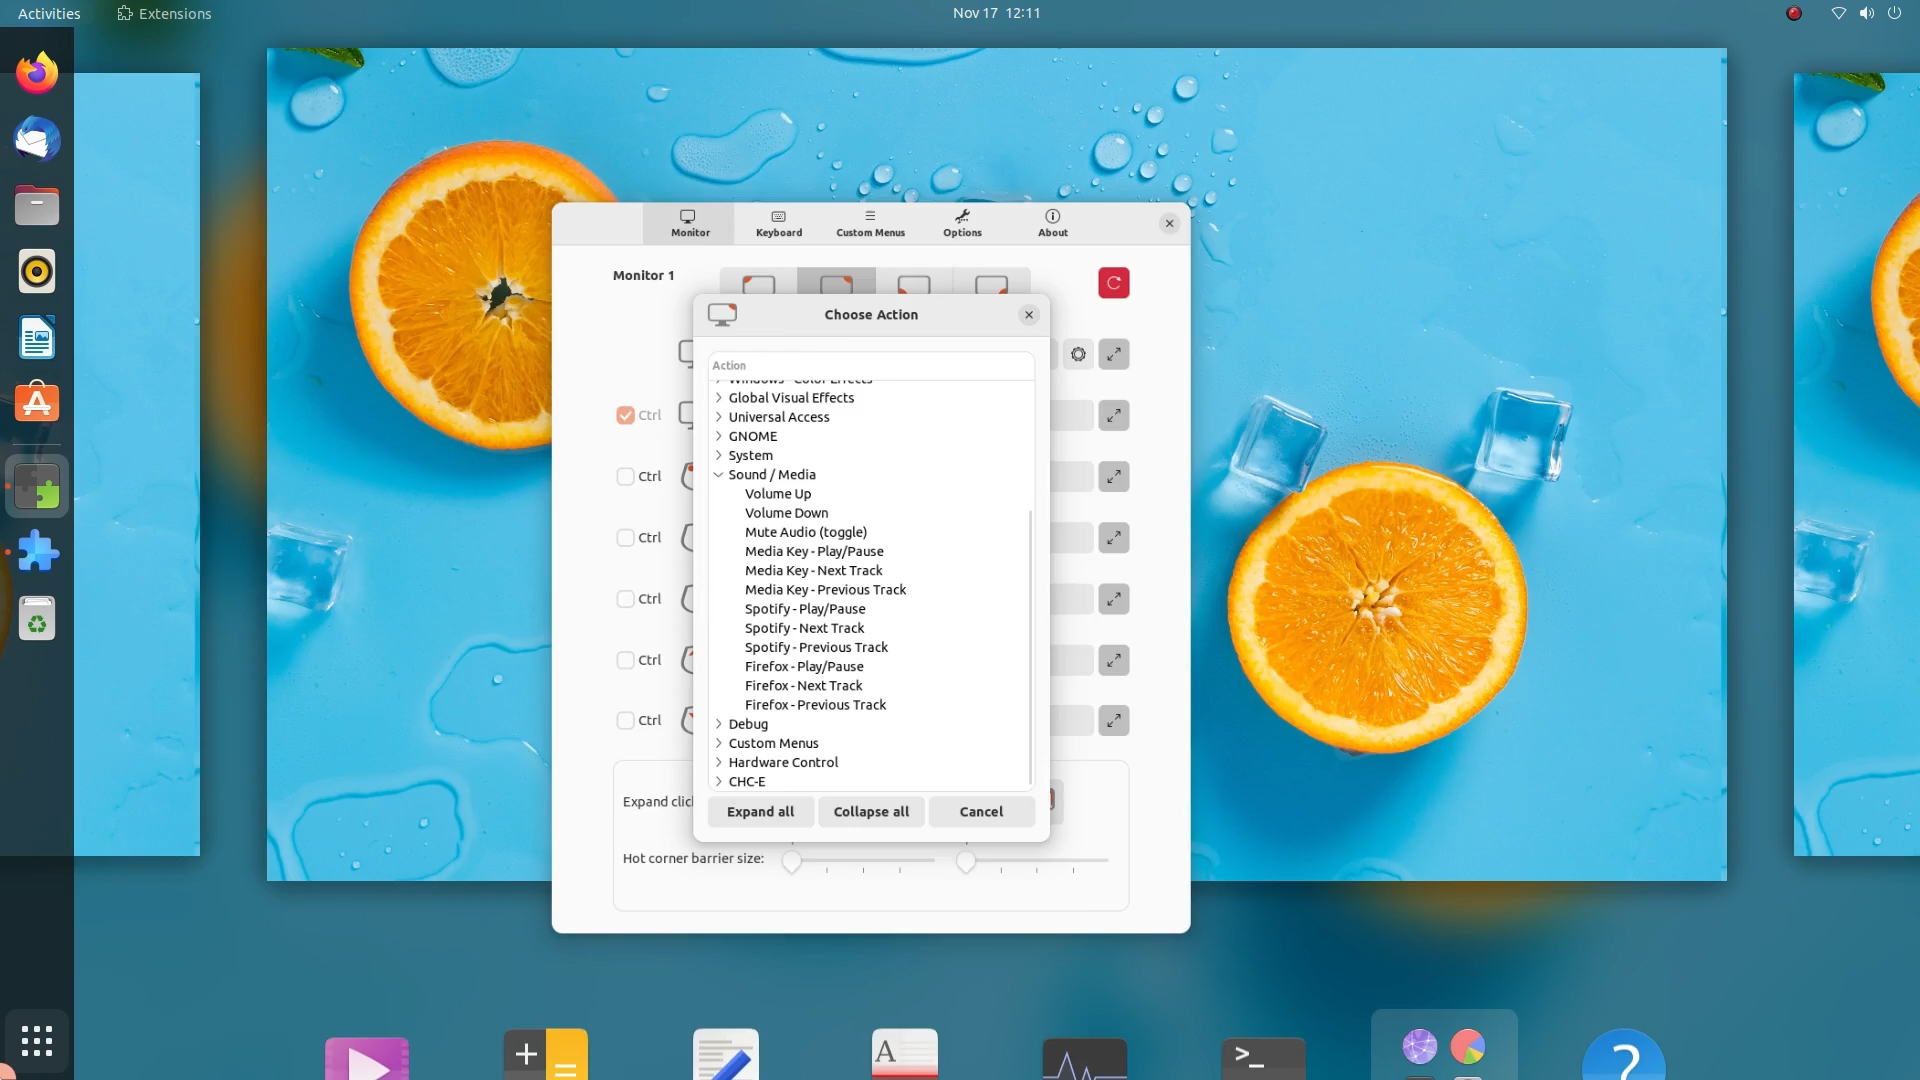 Activities
Extensions
Nov 17 12:11
Monitor
Keyboard
Custom Menus
Options
About
Monitor 1
Choose Action
Action
Windows - Color Effects
Global Visual Effects
Universal Access
GNOME
System
Sound / Media
Volume Up
Volume Down
Mute Audio (toggle)
Media Key - Play/Pause
Media Key - Next Track
Media Key - Previous Track
Spotify - Play/Pause
Spotify - Next Track
Spotify - Previous Track
Firefox - Play/Pause
Firefox - Next Track
Firefox - Previous Track
Debug
Custom Menus
Hardware Control
CHC-E
Ctrl
Ctrl
Ctrl
Ctrl
Ctrl
Ctrl
Expand all
Collapse all
Cancel
Expand
Hot corner barrier size:
A
>_
?